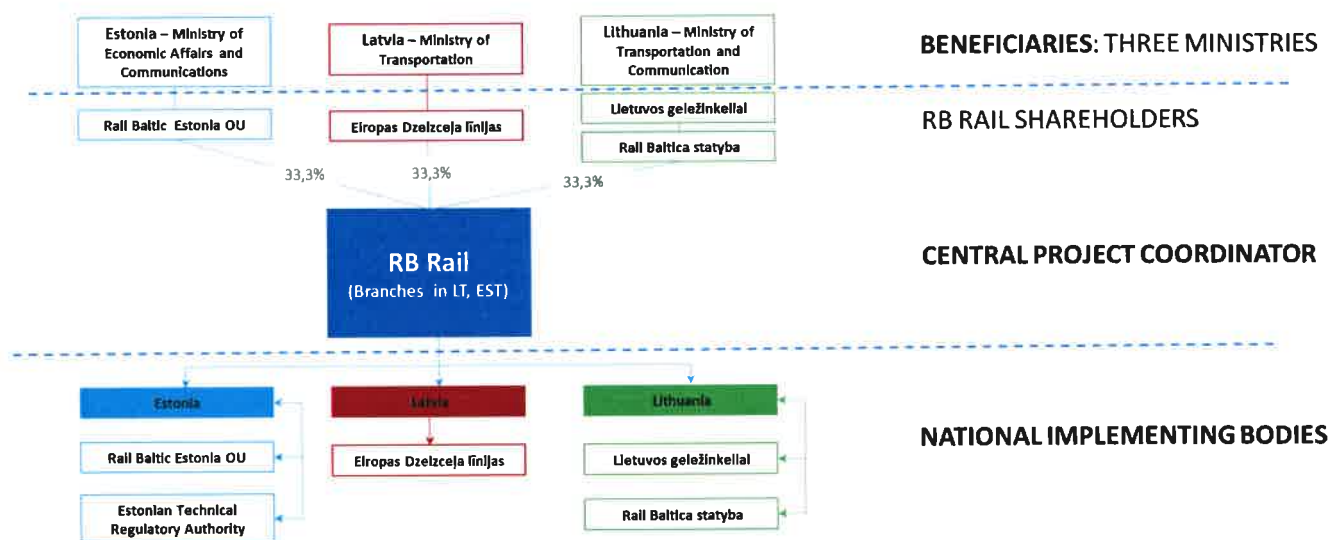 Estonia – Ministry of
Economic Affairs and
Communications
Latvia – Ministry of
Transportation
Lithuania – Ministry of
Transportation and
Communication
BENEFICIARIES: THREE MINISTRIES
Rail Baltic Estonia OU
Eiropas Dzelzceļa līnijas
Lietuvos geležinkeliai
Rail Baltica statyba
RB RAIL SHAREHOLDERS
33,3%
33,3%
33,3%
RB Rail
(Branches in LT, EST)
CENTRAL PROJECT COORDINATOR
Estonia
Latvia
Lithuania
Rail Baltic Estonia OU
Eiropas Dzelzceļa līnijas
Lietuvos geležinkeliai
NATIONAL IMPLEMENTING BODIES
Estonian Technical
Regulatory Authority
Rail Baltica statyba